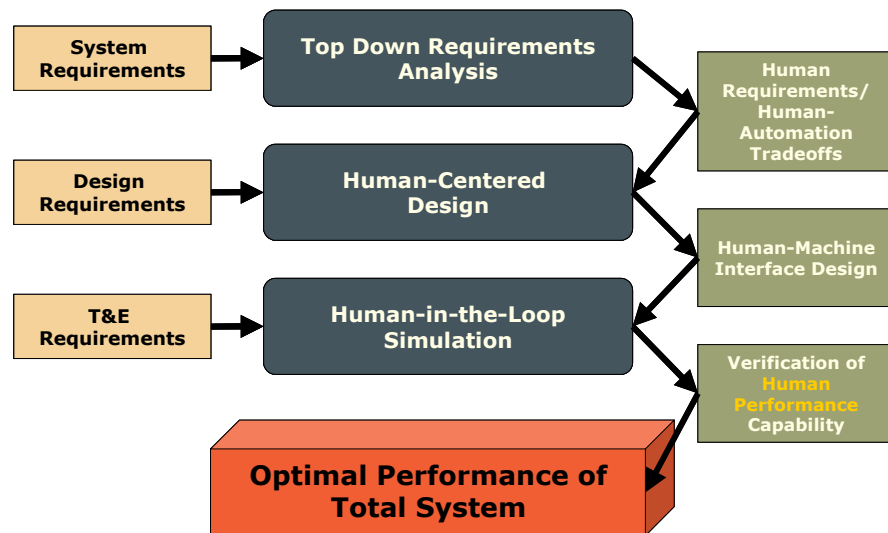 System
Requirements
Top Down Requirements
Analysis
Human
Requirements/
Human-
Automation
Tradeoffs
Design
Requirements
Human-Centered
Design
Human-Machine
Interface Design
T&E
Requirements
Human-in-the-Loop
Simulation
Verification of
Human
Performance
Capability
Optimal Performance of
Total System